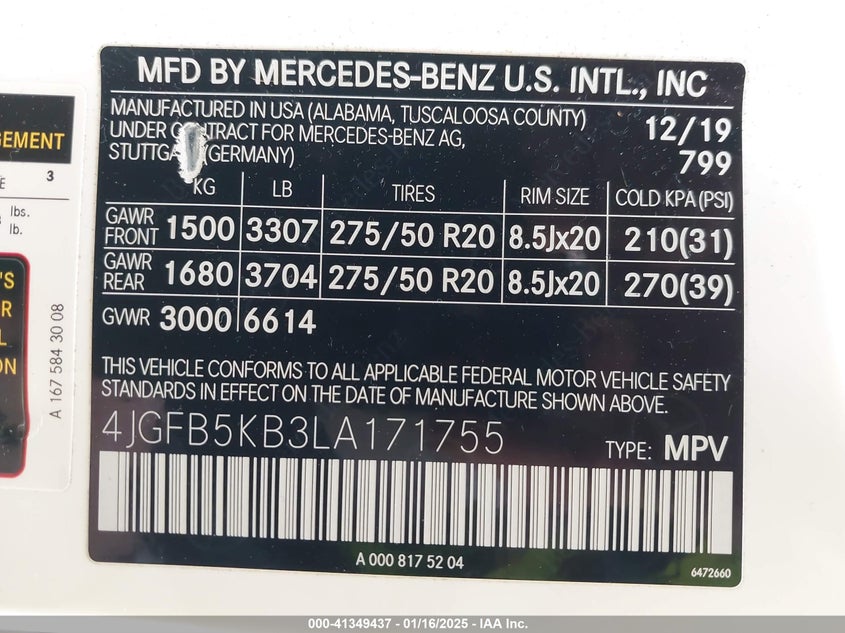 MFD BY MERCEDES-BENZ U.S. INTL., INC
MANUFACTURED IN USA (ALABAMA, TUSCALOOSA COUNTY)
UNDER CONTRACT FOR MERCEDES-BENZ AG,
(GERMANY)
12/19
799
KG LB TIRES RIM SIZE COLD KPA (PSI)
GAWR FRONT 1500 3307 275/50 R20 8.5Jx20 210(31)
GAWR REAR 1680 3704 275/50 R20 8.5Jx20 270(39)
GVWR 3000 6614
THIS VEHICLE CONFORMS TO ALL APPLICABLE FEDERAL MOTOR VEHICLE SAFETY
STANDARDS IN EFFECT ON THE DATE OF MANUFACTURE SHOWN ABOVE.
4JGFB5KB3LA171755 TYPE: MPV
A 000 817 52 04
6472660
3
lbs.
lb.
A 167 584 30 08
000-41349437 - 01/16/2025 - IAA Inc.